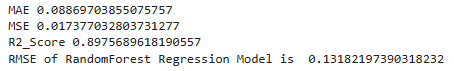 MAE 0.08869703855075757
MSE 0.017377032803731277
R2_Score 0.8975689618190557
RMSE of RandomForest Regression Model is  0.13182197390318232